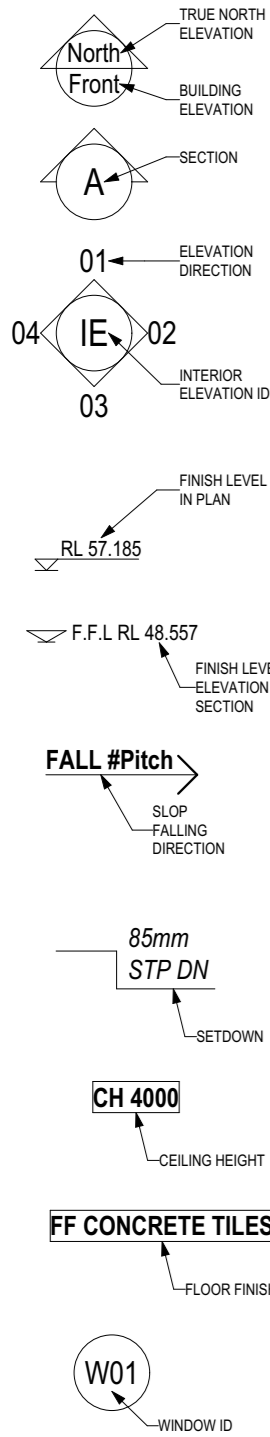 TRUE NORTH
ELEVATION
North
Front
BUILDING
ELEVATION
SECTION
A
ELEVATION
DIRECTION
01
04
IE
02
INTERIOR
ELEVATION ID
03
FINISH LEVEL
IN PLAN
RL 57.185
F.F.L RL 48.557
FINISH LEVE
ELEVATION
SECTION
FALL #Pitch
SLOP
FALLING
DIRECTION
85mm
STP DN
SETDOWN
CH 4000
CEILING HEIGHT
FF CONCRETE TILES
FLOOR FINIS
W01
WINDOW ID